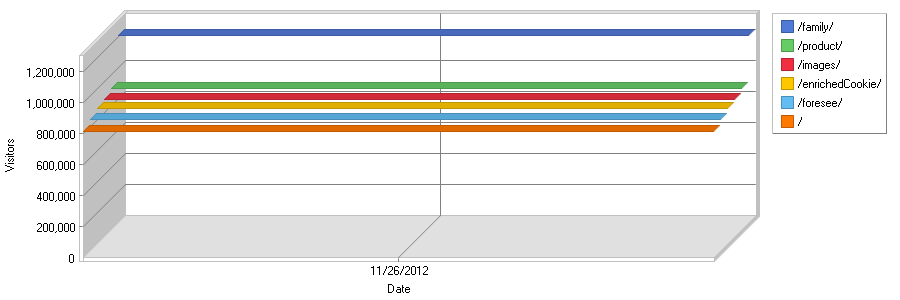 /family/
/product/
/images/
/enrichedCookie/
/foresee/
/
1,200,000
1,000,000
800,000
600,000
400,000
200,000
0
Visitors
11/26/2012
Date